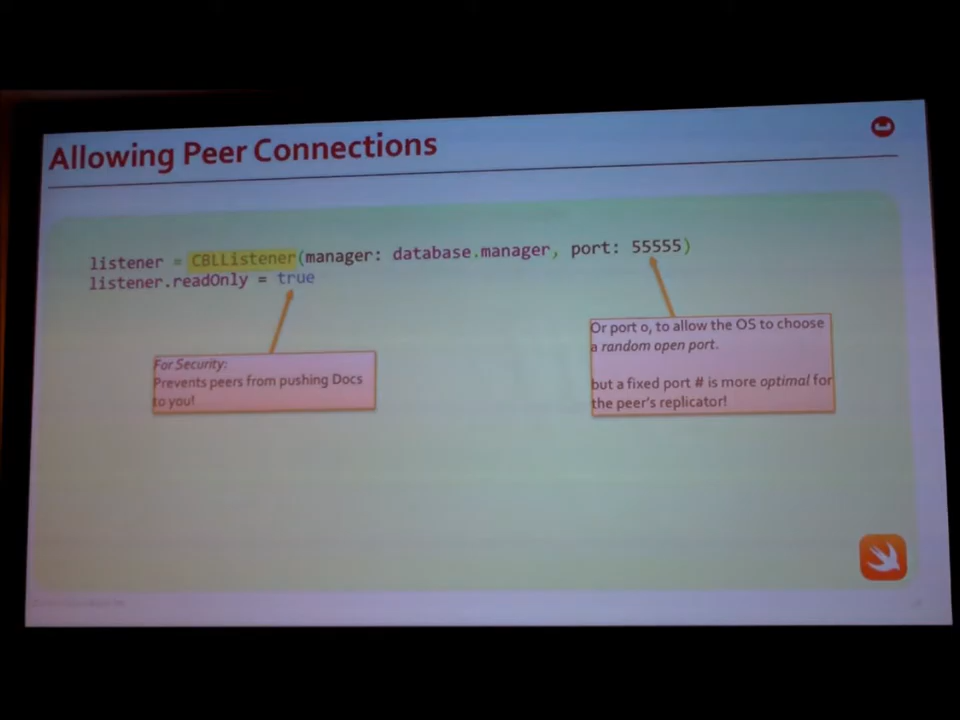 Allowing Peer Connections
listener = CBLListener(manager: database.manager, port: 55555)
listener.readOnly = true
For Security:
Prevents peers from pushing Docs
to you!
Or port 0, to allow the OS to choose
a random open port.
but a fixed port # is more optimal for
the peer's replicator!